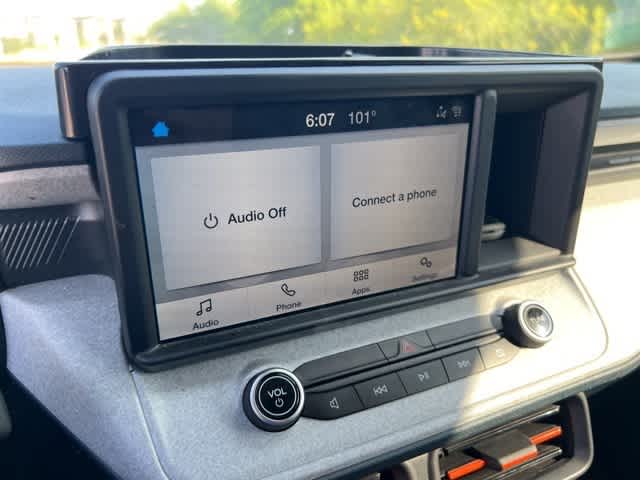 6:07 101°
Audio Off
Connect a phone
Audio
Phone
Apps
Settings
VOL